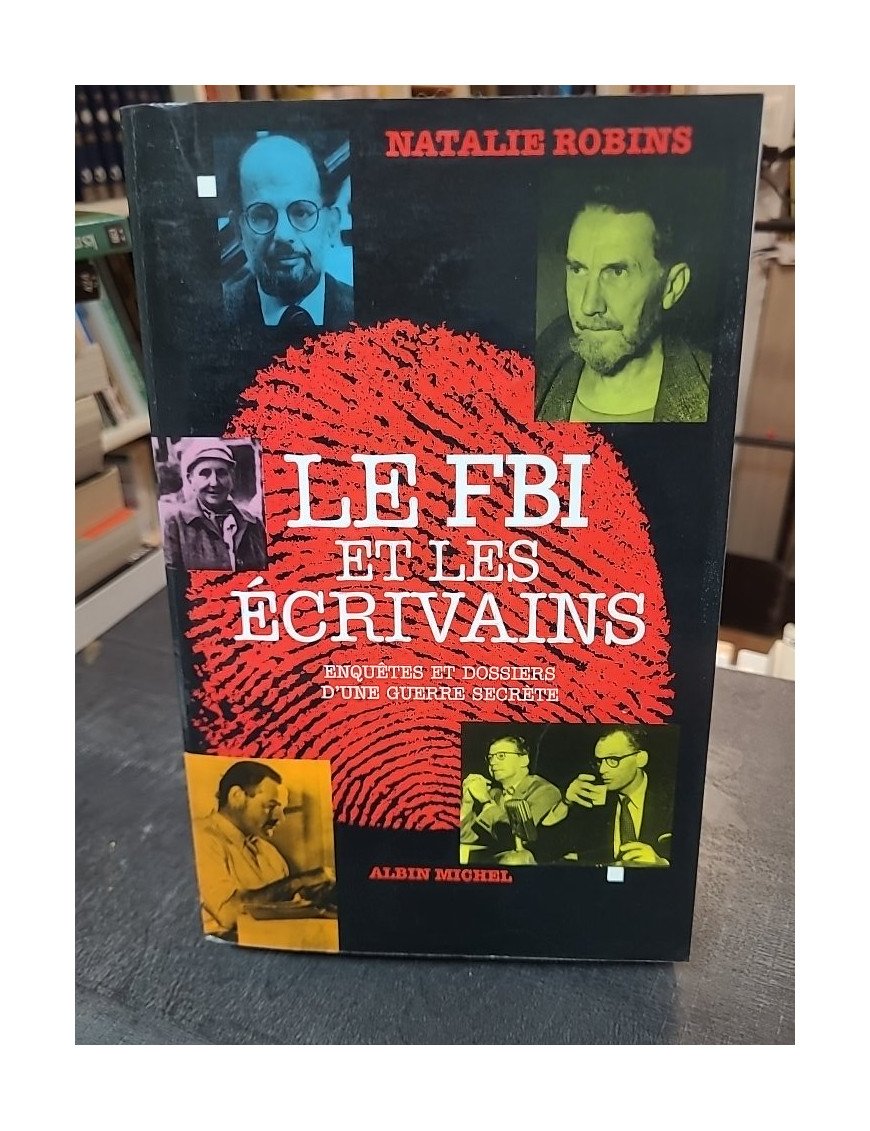 NATALIE ROBINS
LE FBI
ET LES
ÉCRIVAINS
ENQUÊTES ET DOSSIERS
D'UNE GUERRE SECRÈTE
ALBIN MICHEL